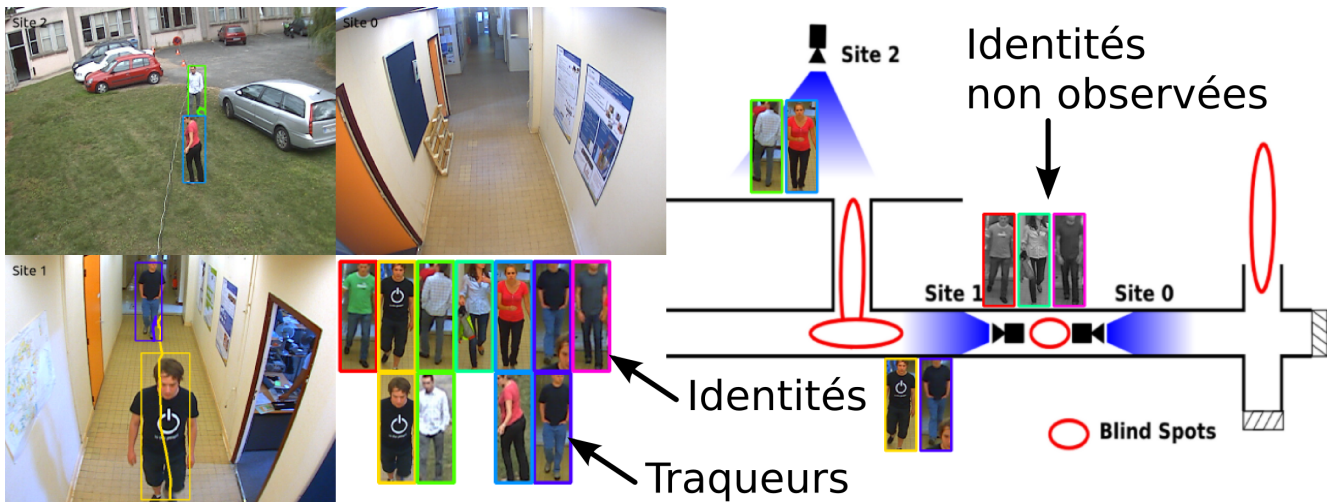 Site 2
Site 0
Site 1
Identités
Traqueurs
Site 2
Identités
non observées
Site 1
Site 0
Blind Spots